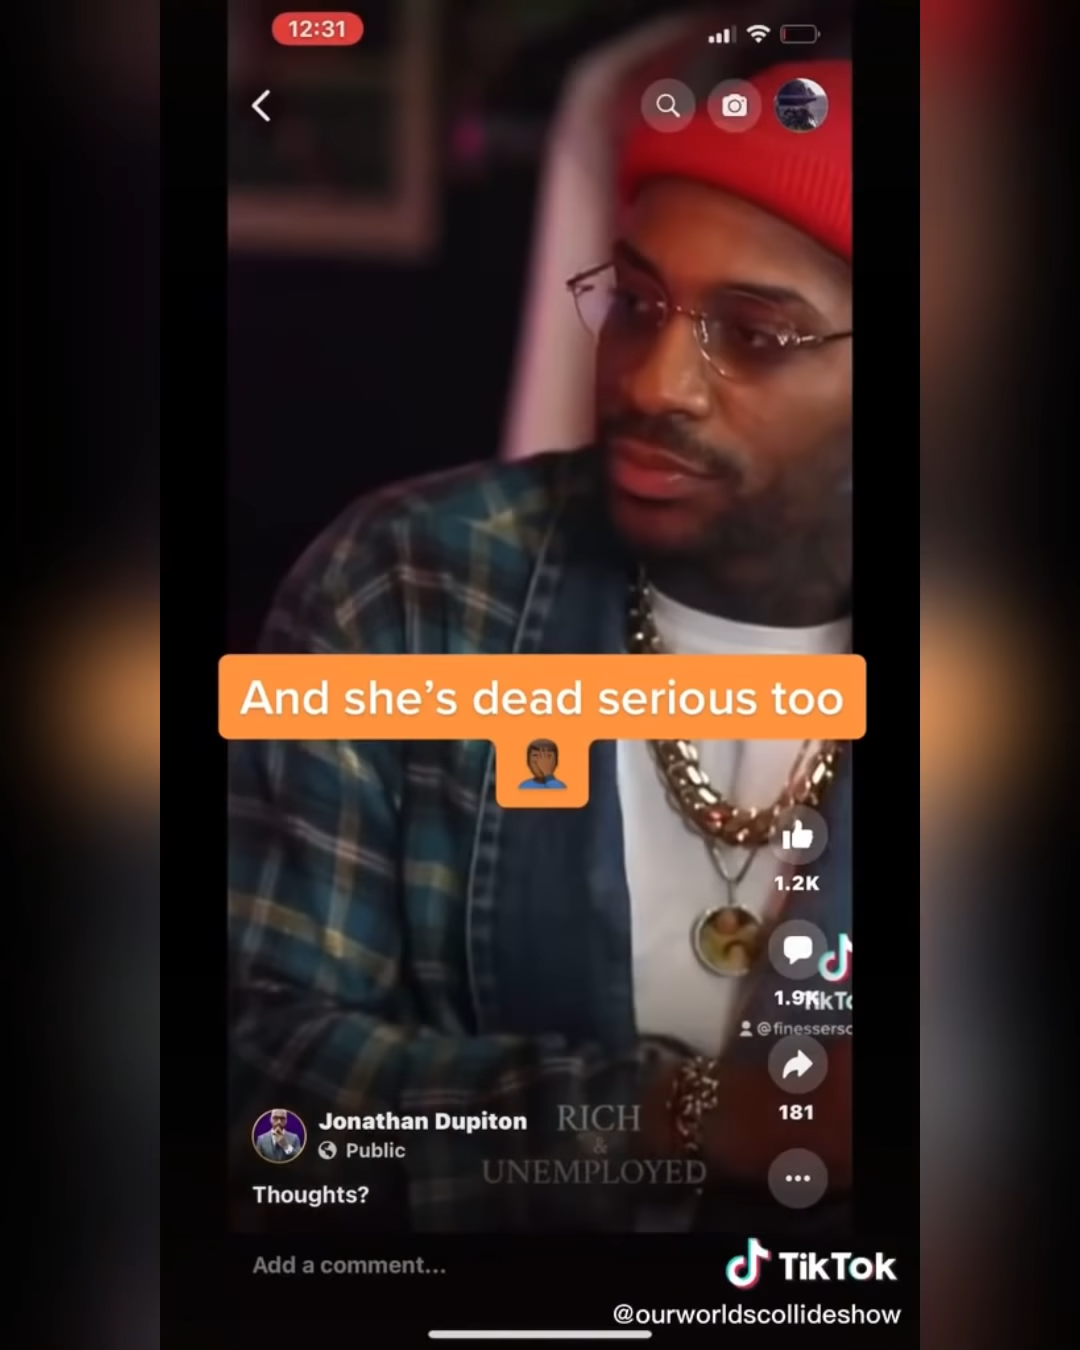 12:31
And she's dead serious too
1.2K
1.9K
TikTo
@finessersc
181
Jonathan Dupiton
Public
RICH
&
UNEMPLOYED
Thoughts?
Add a comment...
TikTok
@ourworldscollideshow